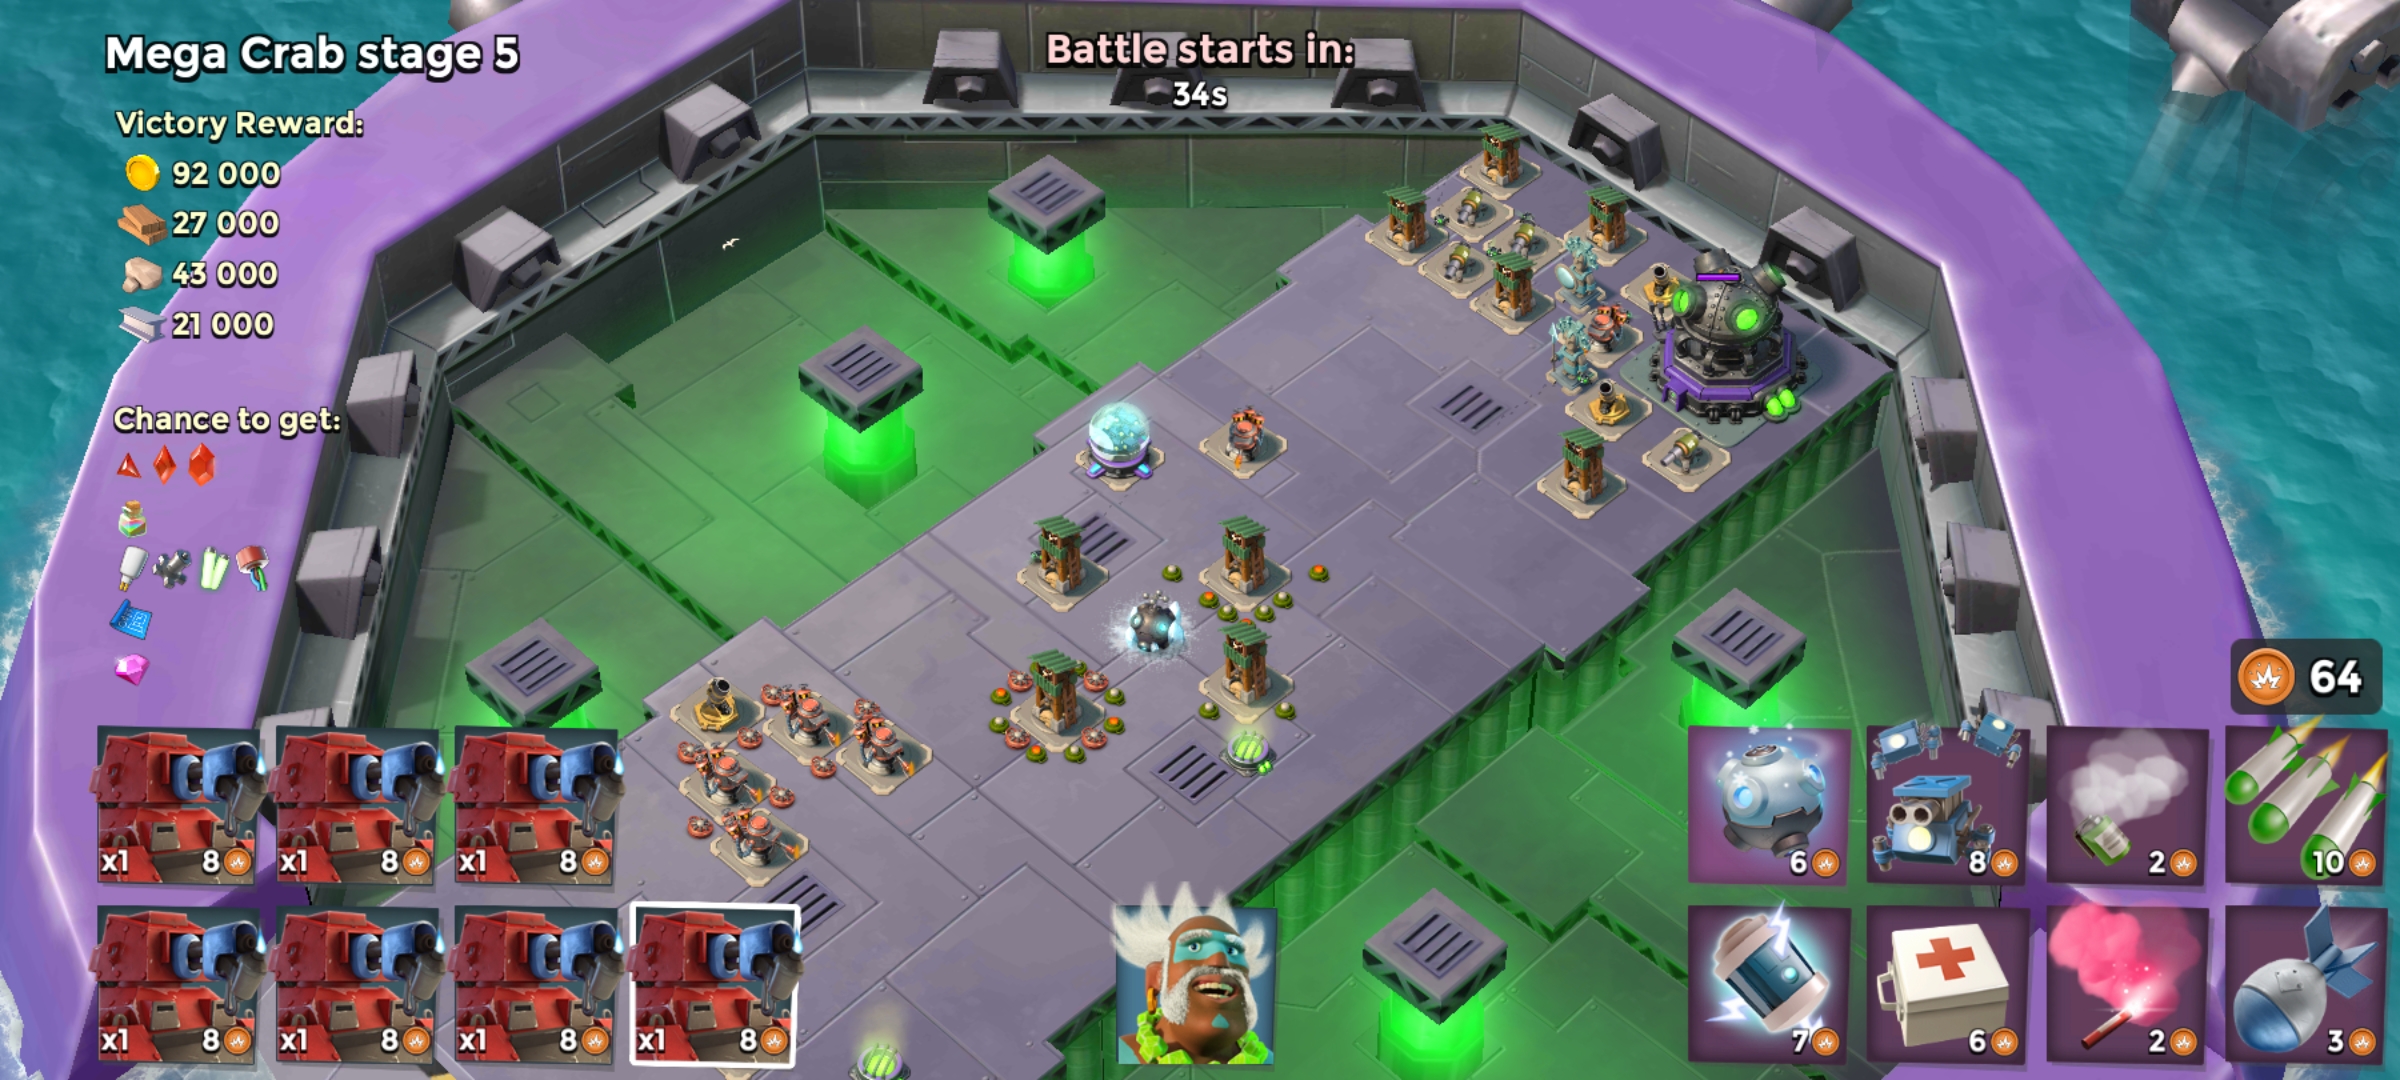 Mega Crab stage 5
Battle starts in:
34s
Victory Reward:
92 000
27 000
43 000
21 000
Chance to get:
64
x1 8
x1 8
x1 8
6
8
2
10
x1 8
x1 8
x1 8
x1 8
7
6
2
3